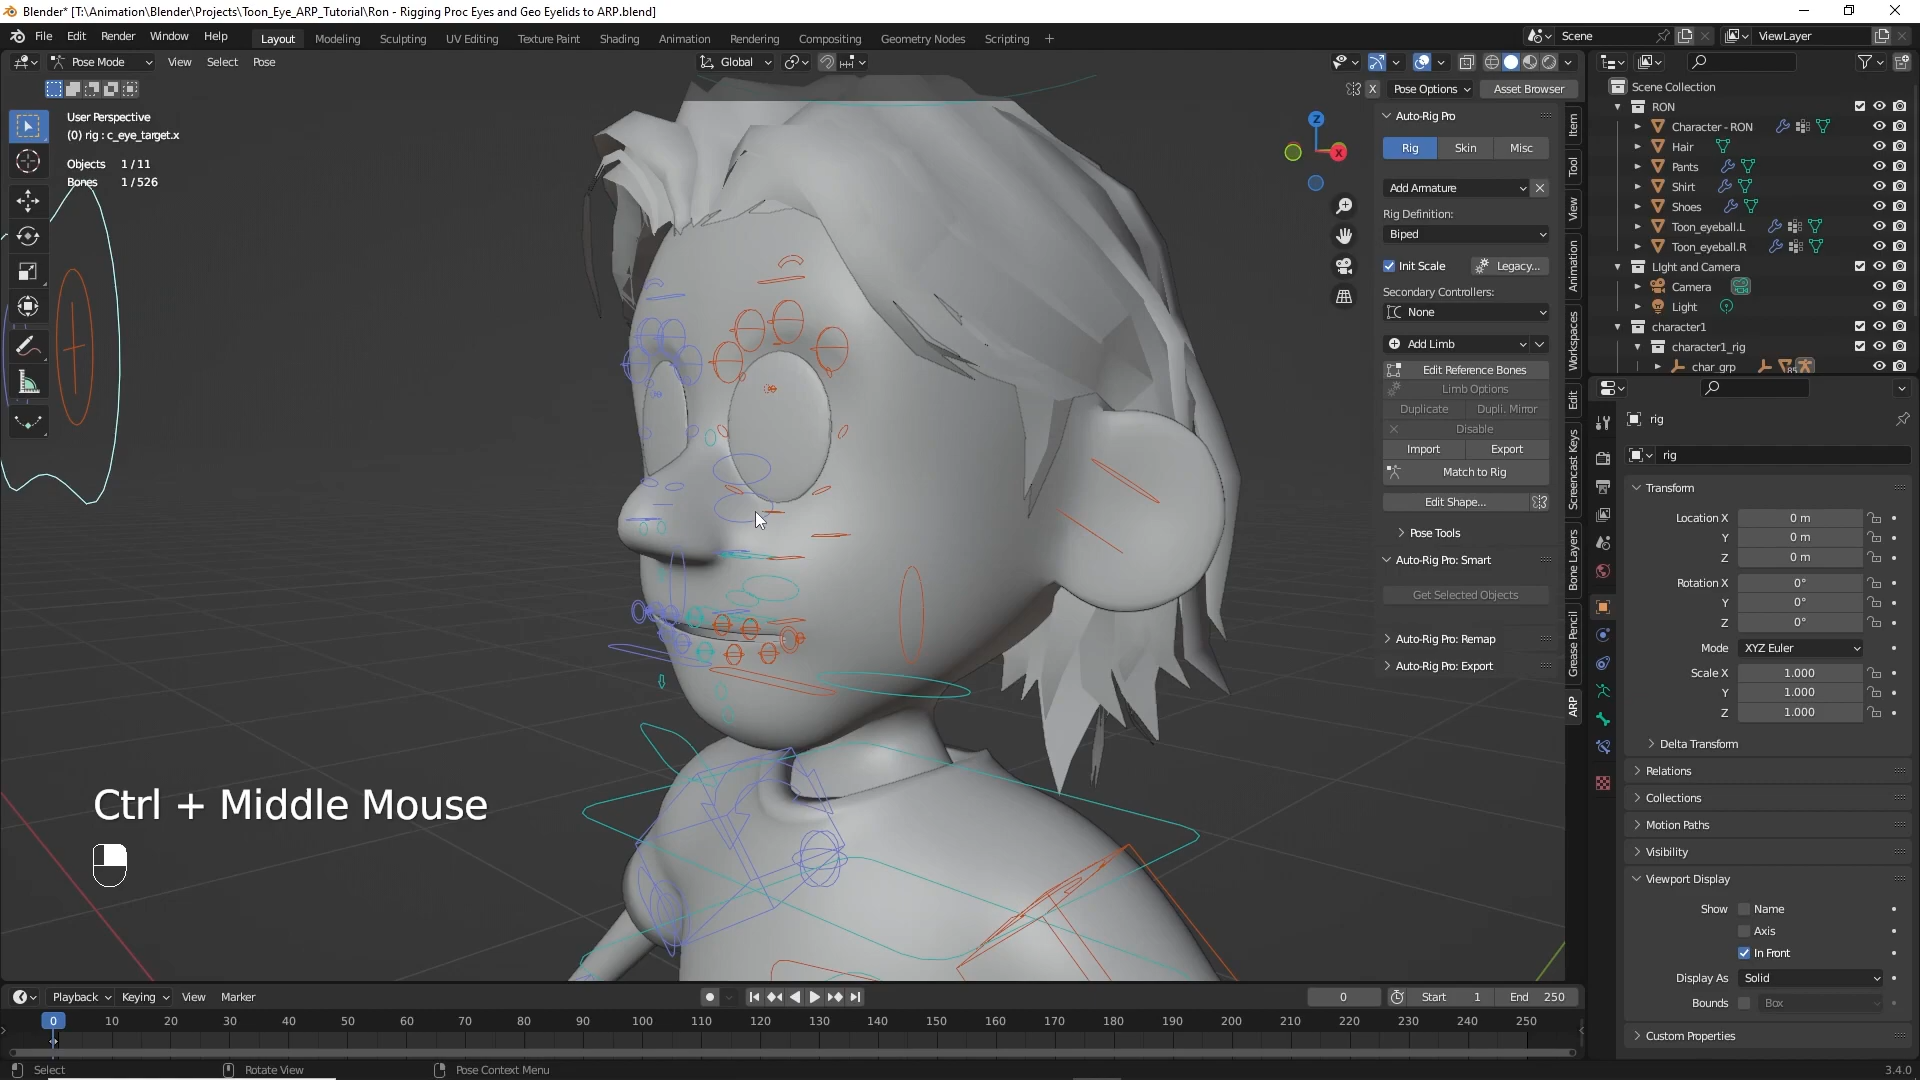 Blender* [T:\Animation\Blender\Projects\Toon_Eye_ARP_Tutorial\Ron - Rigging Proc Eyes and Geo Eyelids to ARP.blend]
File Edit Render Window Help Layout Modeling Sculpting UV Editing Texture Paint Shading Animation Rendering Compositing Geometry Nodes Scripting + Scene ViewLayer
Pose Mode View Select Pose Global
X Pose Options Asset Browser
User Perspective
(0) rig : c_eye_target.x
Objects 1 / 11
Bones 1 / 526
Z
X
Auto-Rig Pro
Rig Skin Misc
Add Armature
Rig Definition:
Biped
Init Scale Legacy...
Secondary Controllers:
None
Add Limb
Edit Reference Bones
Limb Options
Duplicate Dupli. Mirror
Disable
Import Export
Match to Rig
Edit Shape...
Pose Tools
Auto-Rig Pro: Smart
Get Selected Objects
Auto-Rig Pro: Remap
Auto-Rig Pro: Export
Item
Tool
View
Animation
Workspaces
Edit
Screencast Keys
Bone Layers
Grease Pencil
ARP
Scene Collection
RON
Character - RON
Hair
Pants
Shirt
Shoes
Toon_eyeball.L
Toon_eyeball.R
LIght and Camera
Camera
Light
character1
character1_rig
char_grp
85
rig
rig
Transform
Location X 0 m
Y 0 m
Z 0 m
Rotation X 0°
Y 0°
Z 0°
Mode XYZ Euler
Scale X 1.000
Y 1.000
Z 1.000
Delta Transform
Relations
Collections
Motion Paths
Visibility
Viewport Display
Show Name
Axis
In Front
Display As Solid
Bounds Box
Custom Properties
Ctrl + Middle Mouse
Playback Keying View Marker 0 Start 1 End 250
0 10 20 30 40 50 60 70 80 90 100 110 120 130 140 150 160 170 180 190 200 210 220 230 240 250
Select Rotate View Pose Context Menu 3.4.0